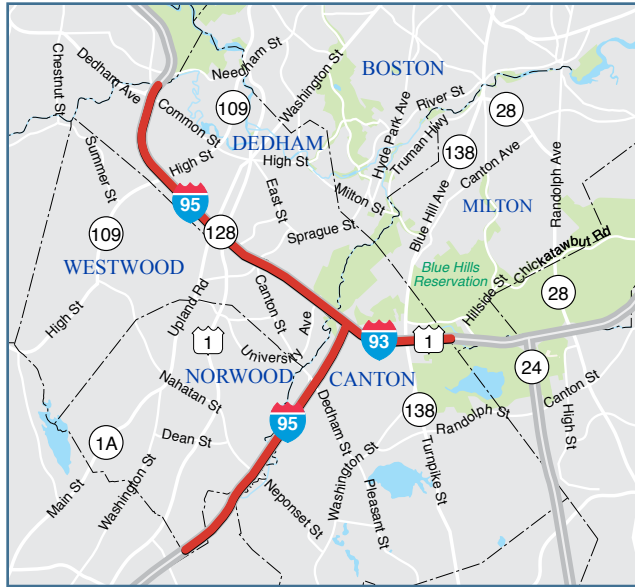 Chestnut St
Dedham Ave
Needham St
Washington St
BOSTON
109
Common St
River St
28
Hyde Park Ave
Truman Hwy
DEDHAM
138
Canton Ave
Randolph Ave
Summer St
High St
High St
Milton St
MILTON
95
East St
Blue Hill Ave
109
128
Sprague St
Chickatawbut Rd
WESTWOOD
Blue Hills
Reservation
Hillside St
28
High St
Upland Rd
Canton St
University Ave
1
93
1
NORWOOD
CANTON
24
Nahatan St
Canton St
95
Dedham St
138
Randolph St
High St
1A
Dean St
Washington St
Turnpike St
Main St
Washington St
Neponset St
Pleasant St